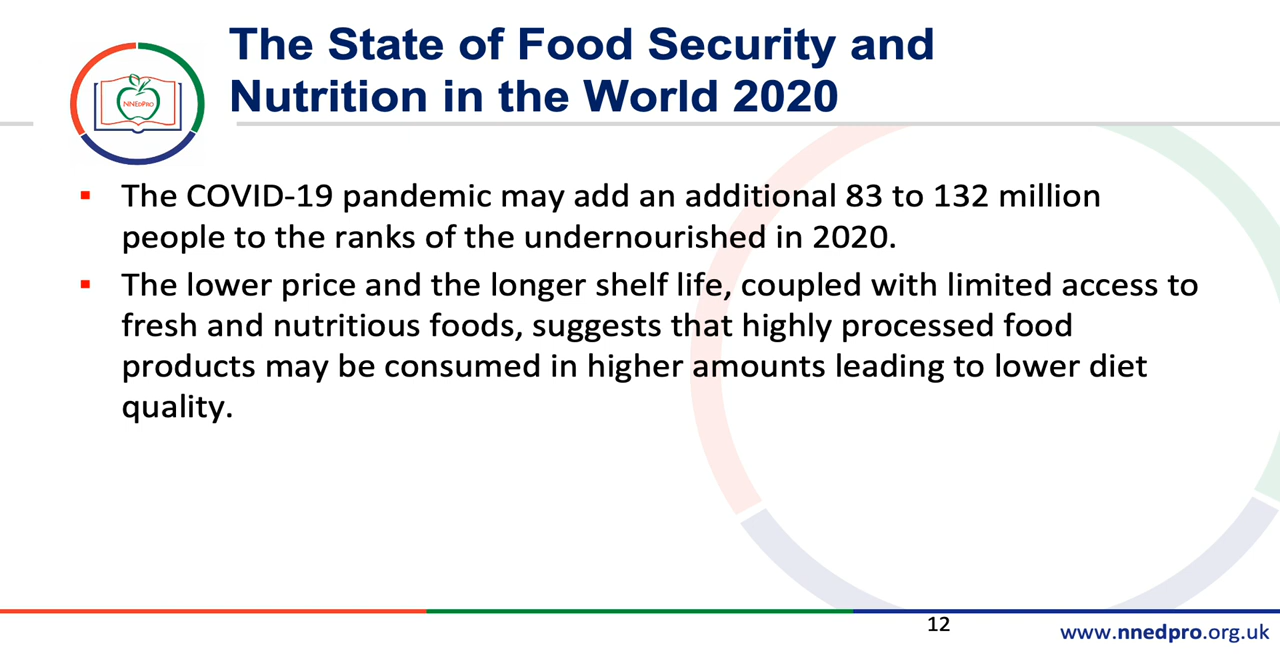 The State of Food Security and
Nutrition in the World 2020
NNEdPro
▪ The COVID-19 pandemic may add an additional 83 to 132 million
people to the ranks of the undernourished in 2020.
▪ The lower price and the longer shelf life, coupled with limited access to
fresh and nutritious foods, suggests that highly processed food
products may be consumed in higher amounts leading to lower diet
quality.
12
www.nnedpro.org.uk